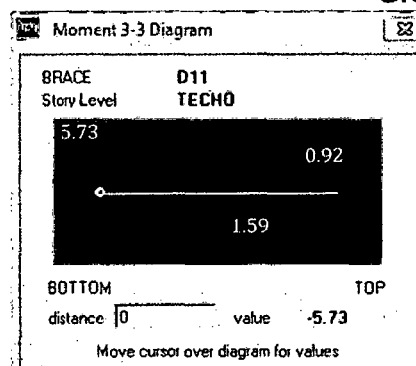 Moment 3-3 Diagram
BRACE D11
Story Level TECHO
5.73
0.92
1.59
BOTTOM TOP
distance 0 value -5.73
Move cursor over diagram for values